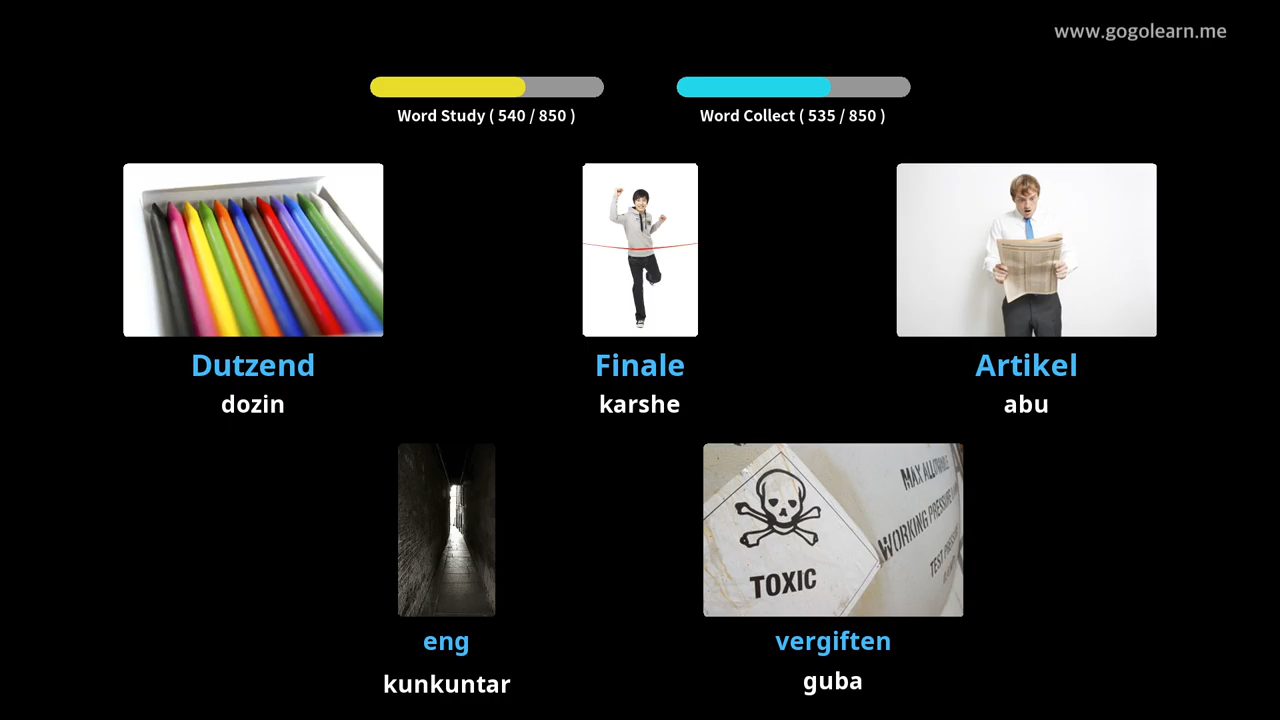 www.gogolearn.me
Word Study ( 540 / 850 )
Word Collect ( 535 / 850 )
Dutzend
Finale
Artikel
dozin
karshe
abu
MAX ALLOWABLE
WORKING PRESSURE
TEST PRESSURE
TOXIC
eng
vergiften
kunkuntar
guba